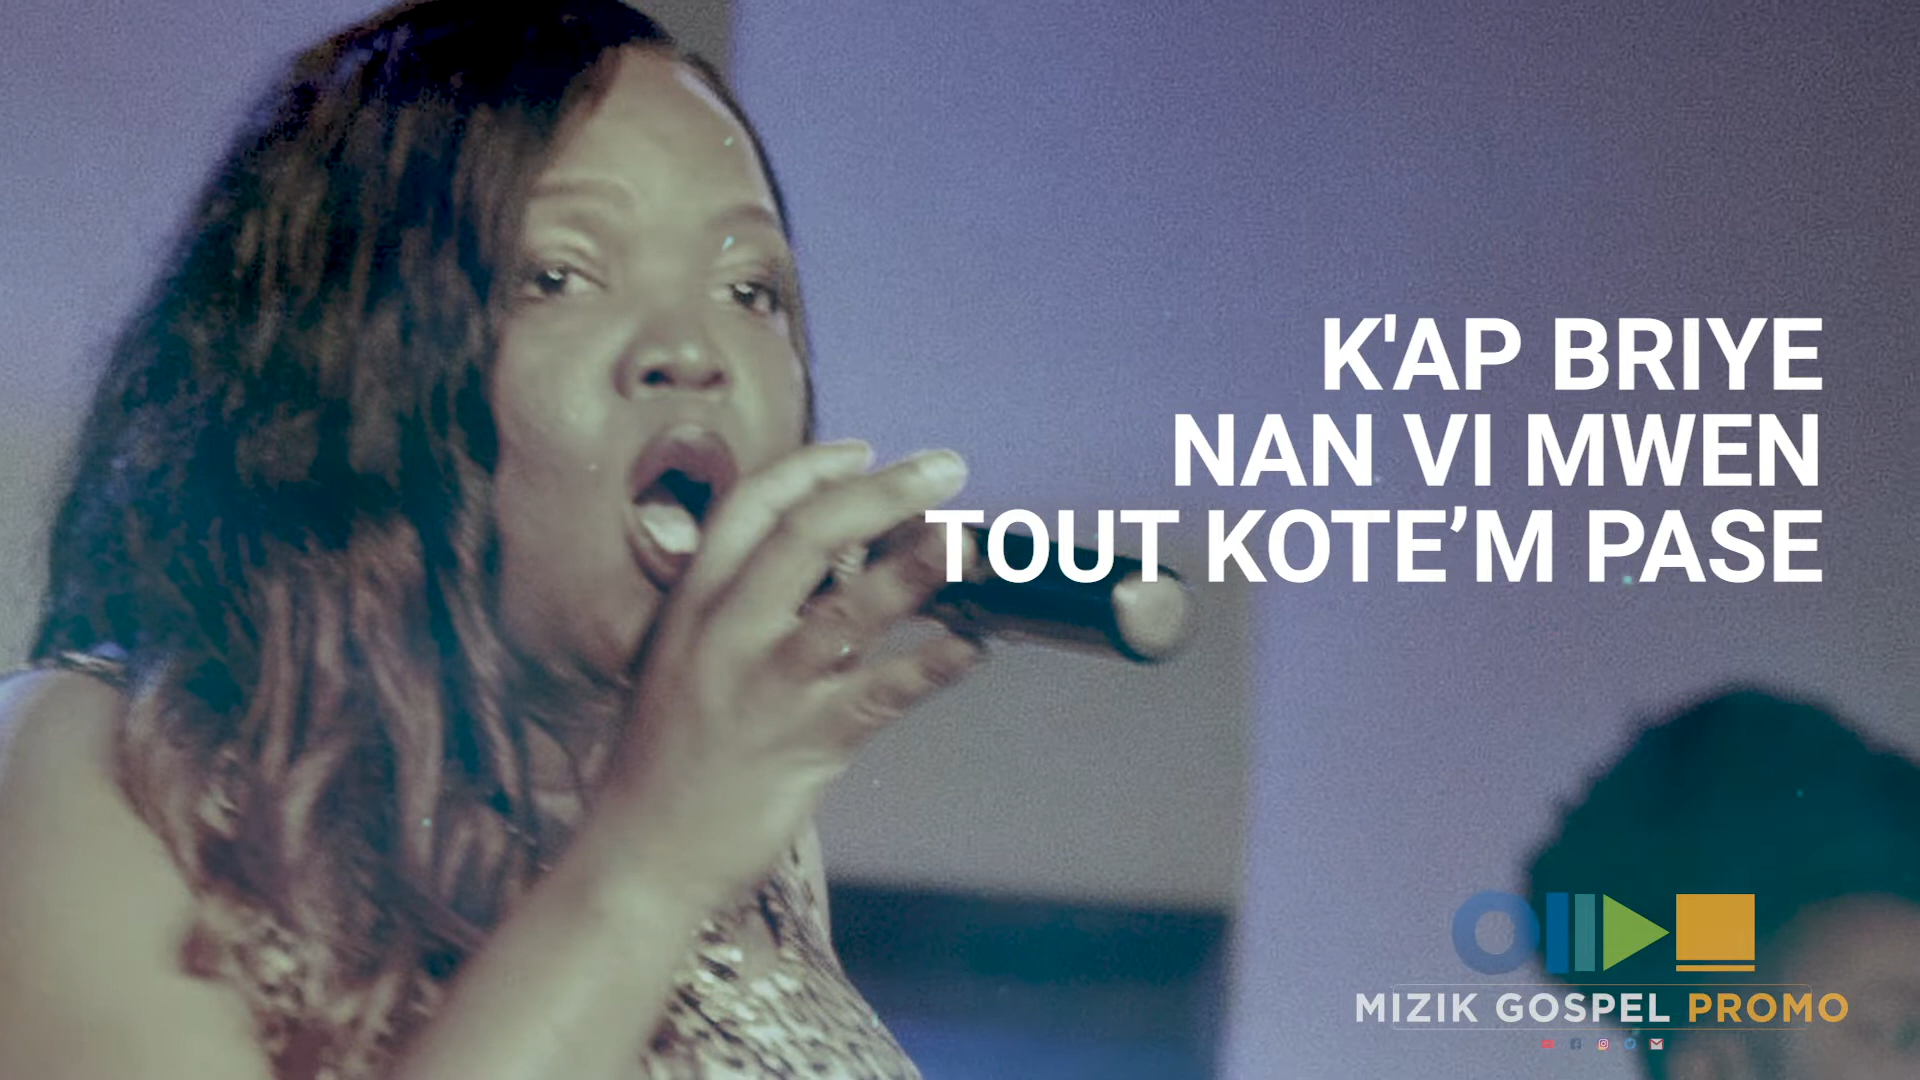 K'AP BRIYE
NAN VI MWEN
TOUT KOTE’M PASE
MIZIK GOSPEL PROMO